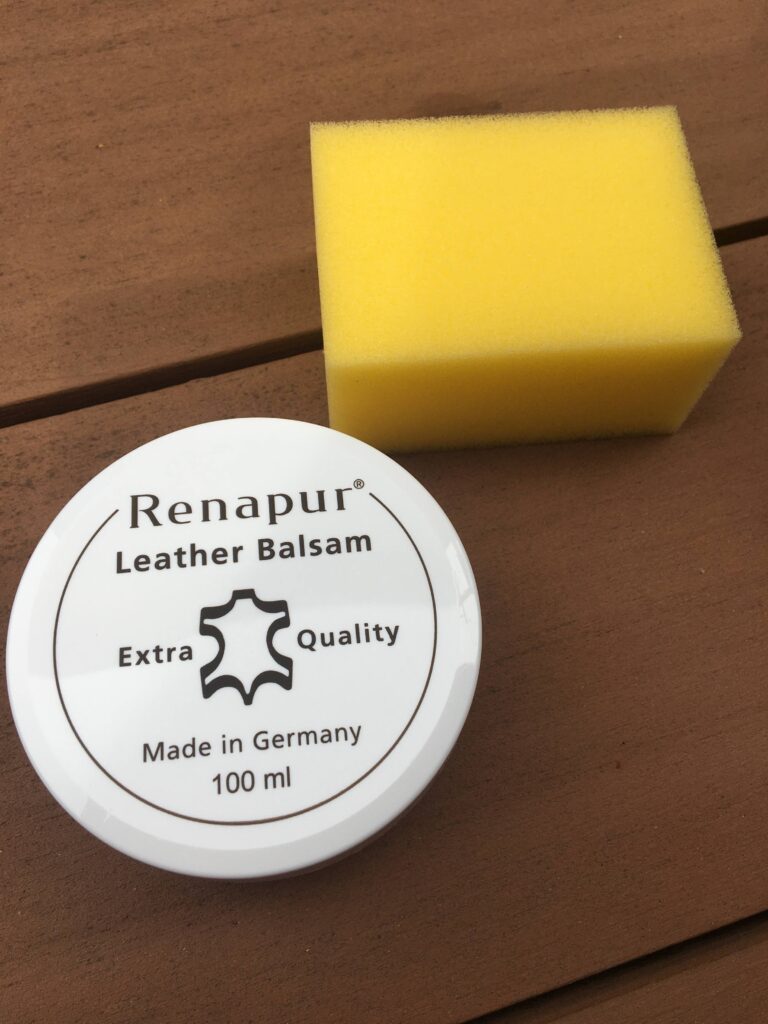 Renapur®
Leather Balsam
Extra Quality
Made in Germany
100 ml